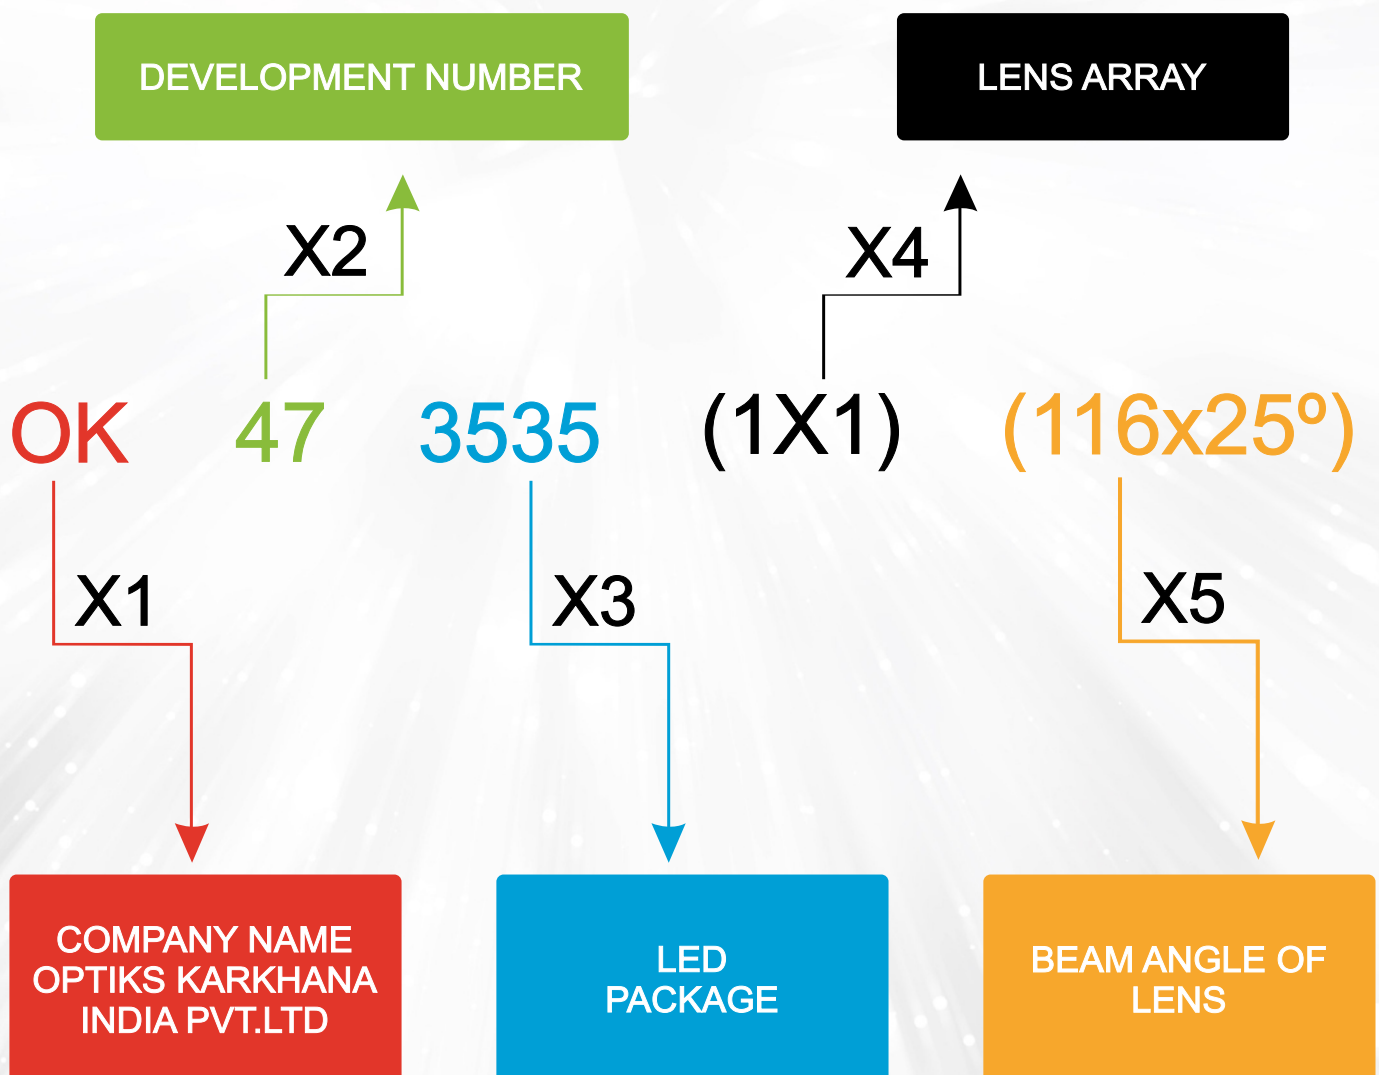 DEVELOPMENT NUMBER
LENS ARRAY
X2
X4
OK 47 3535 (1X1) (116x25º)
X1
X3
X5
COMPANY NAME
OPTIKS KARKHANA
INDIA PVT.LTD
LED
PACKAGE
BEAM ANGLE OF
LENS